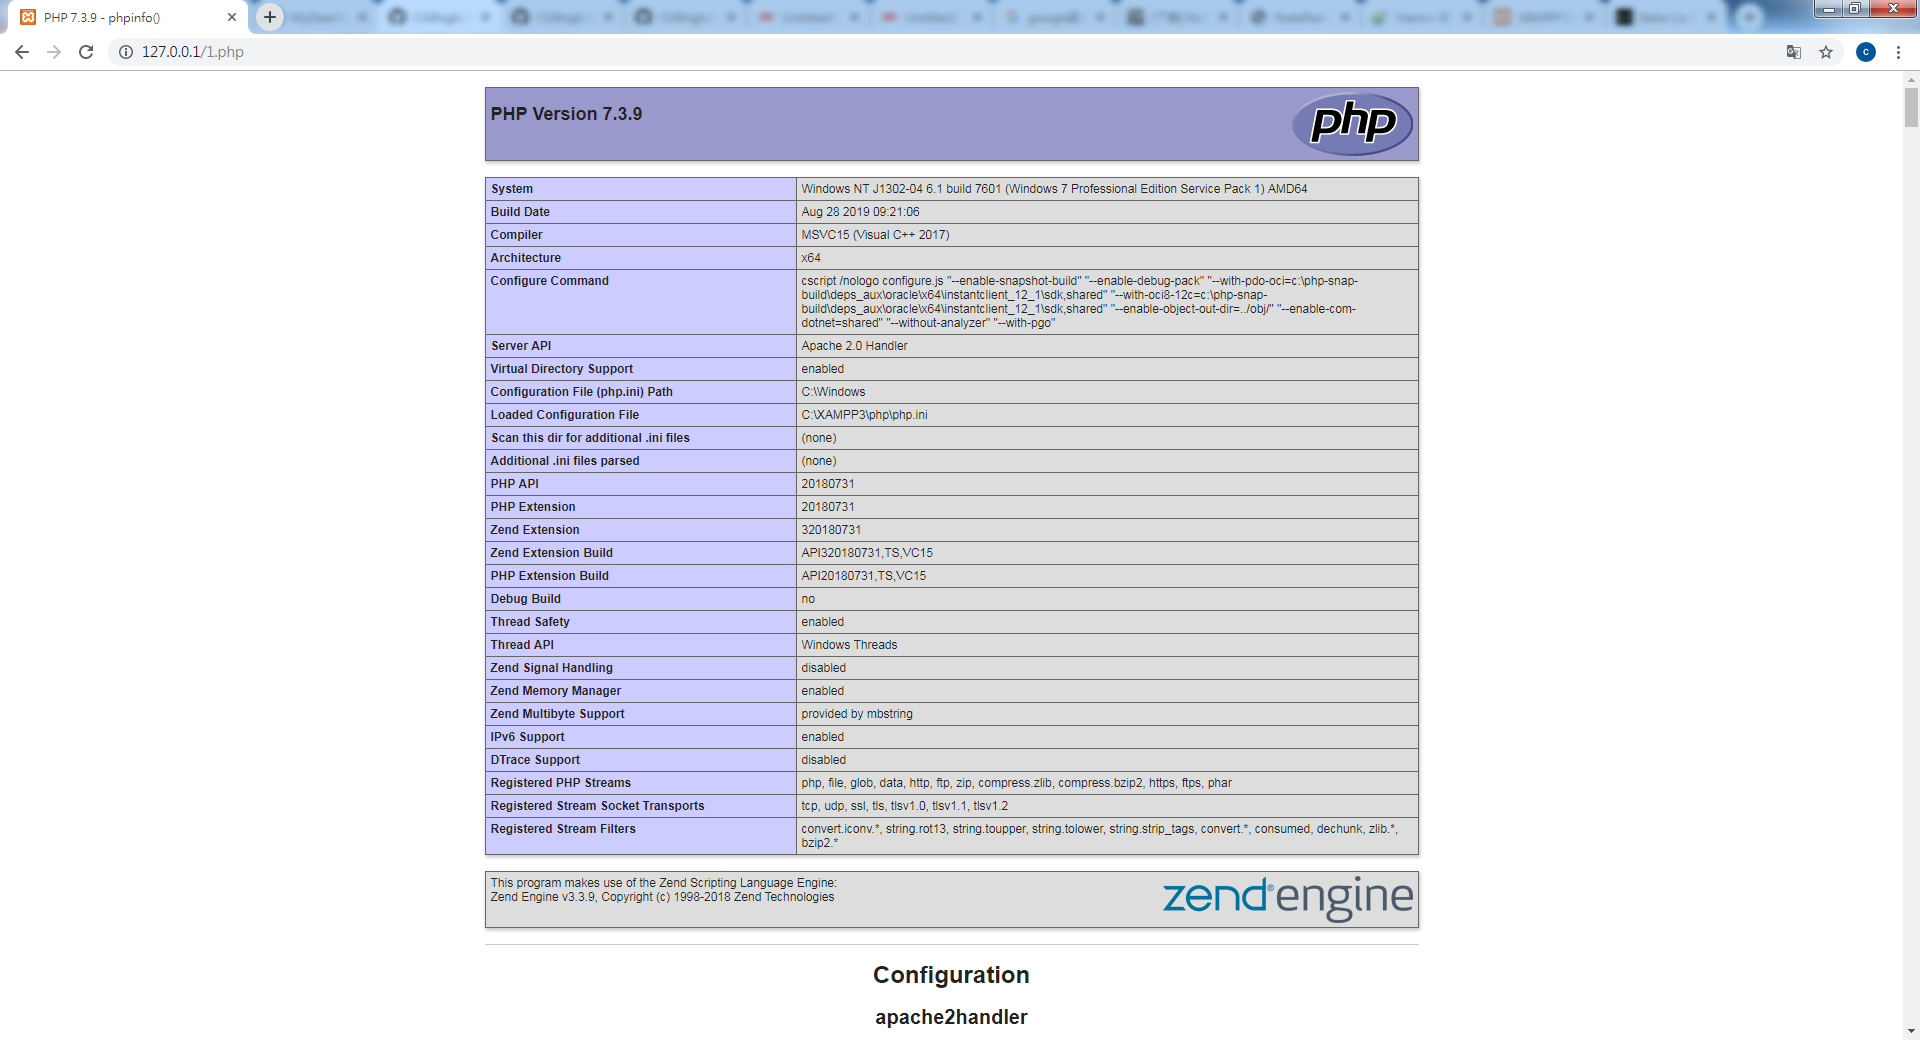 PHP 7.3.9 - phpinfo()
127.0.0.1/1.php
C
PHP Version 7.3.9
php
System Windows NT J1302-04 6.1 build 7601 (Windows 7 Professional Edition Service Pack 1) AMD64
Build Date Aug 28 2019 09:21:06
Compiler MSVC15 (Visual C++ 2017)
Architecture x64
Configure Command cscript /nologo configure.js "--enable-snapshot-build" "--enable-debug-pack" "--with-pdo-oci=c:\php-snap-
build\deps_aux\oracle\x64\instantclient_12_1\sdk,shared" "--with-oci8-12c=c:\php-snap-
build\deps_aux\oracle\x64\instantclient_12_1\sdk,shared" "--enable-object-out-dir=../obj/" "--enable-com-
dotnet=shared" "--without-analyzer" "--with-pgo"
Server API Apache 2.0 Handler
Virtual Directory Support enabled
Configuration File (php.ini) Path C:\Windows
Loaded Configuration File C:\XAMPP3\php\php.ini
Scan this dir for additional .ini files (none)
Additional .ini files parsed (none)
PHP API 20180731
PHP Extension 20180731
Zend Extension 320180731
Zend Extension Build API320180731,TS,VC15
PHP Extension Build API20180731,TS,VC15
Debug Build no
Thread Safety enabled
Thread API Windows Threads
Zend Signal Handling disabled
Zend Memory Manager enabled
Zend Multibyte Support provided by mbstring
IPv6 Support enabled
DTrace Support disabled
Registered PHP Streams php, file, glob, data, http, ftp, zip, compress.zlib, compress.bzip2, https, ftps, phar
Registered Stream Socket Transports tcp, udp, ssl, tls, tlsv1.0, tlsv1.1, tlsv1.2
Registered Stream Filters convert.iconv.*, string.rot13, string.toupper, string.tolower, string.strip_tags, convert.*, consumed, dechunk, zlib.*,
bzip2.*
This program makes use of the Zend Scripting Language Engine:
Zend Engine v3.3.9, Copyright (c) 1998-2018 Zend Technologies
zend® engine
Configuration
apache2handler